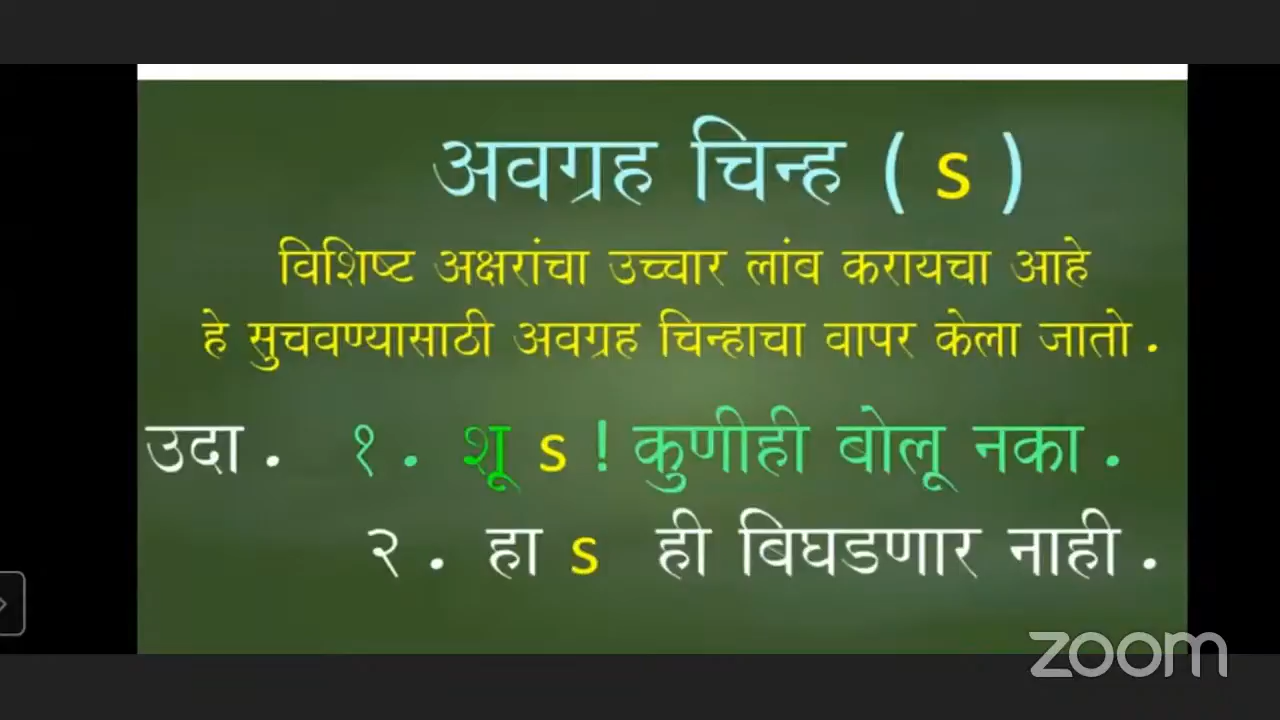 अवग्रह चिन्ह ( s )
विशिष्ट अक्षरांचा उच्चार लांब करायचा आहे
हे सुचवण्यासाठी अवग्रह चिन्हाचा वापर केला जातो .
उदा . १ . शू s ! कुणीही बोलू नका .
२ . हा s ही बिघडणार नाही .
zoom